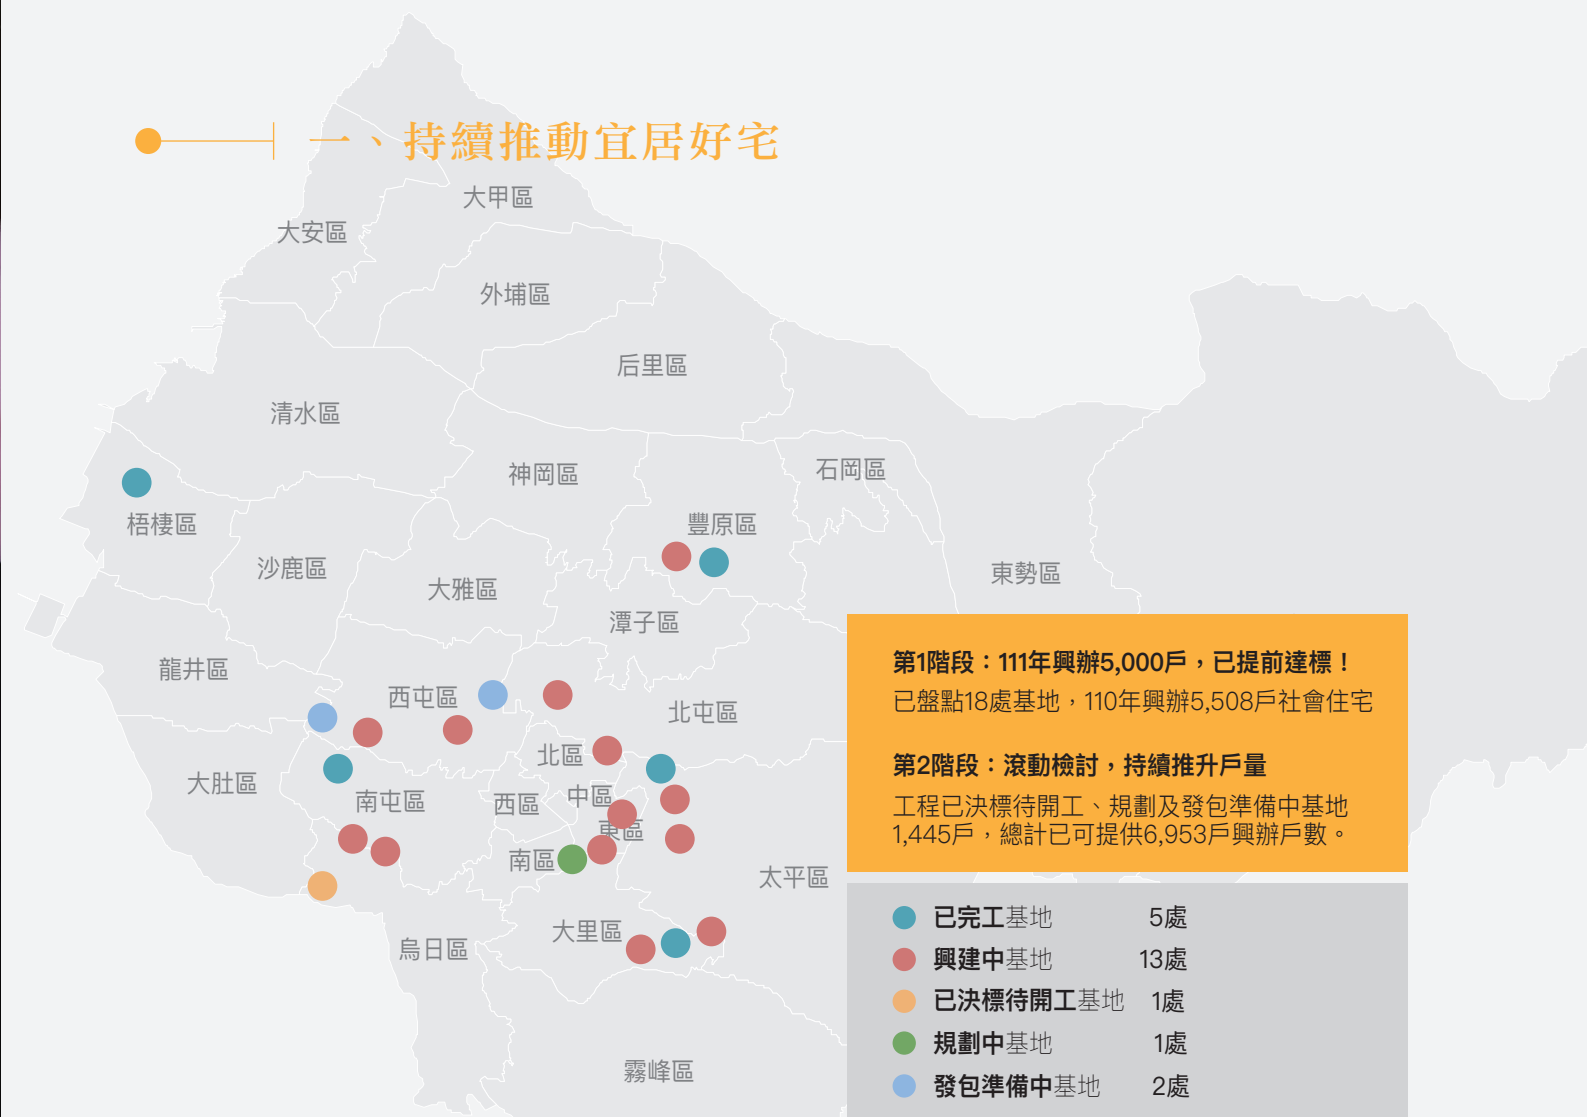 一、持續推動宜居好宅
大甲區
大安區
外埔區
后里區
清水區
神岡區
石岡區
梧棲區
豐原區
沙鹿區
大雅區
東勢區
潭子區
龍井區
西屯區
北屯區
北區
大肚區
南屯區
西區
中區
東區
南區
太平區
大里區
烏日區
霧峰區
第1階段：111年興辦5,000戶，已提前達標！
已盤點18處基地，110年興辦5,508戶社會住宅
第2階段：滾動檢討，持續推升戶量
工程已決標待開工、規劃及發包準備中基地
1,445戶，總計已可提供6,953戶興辦戶數。
已完工基地 5處
興建中基地 13處
已決標待開工基地 1處
規劃中基地 1處
發包準備中基地 2處